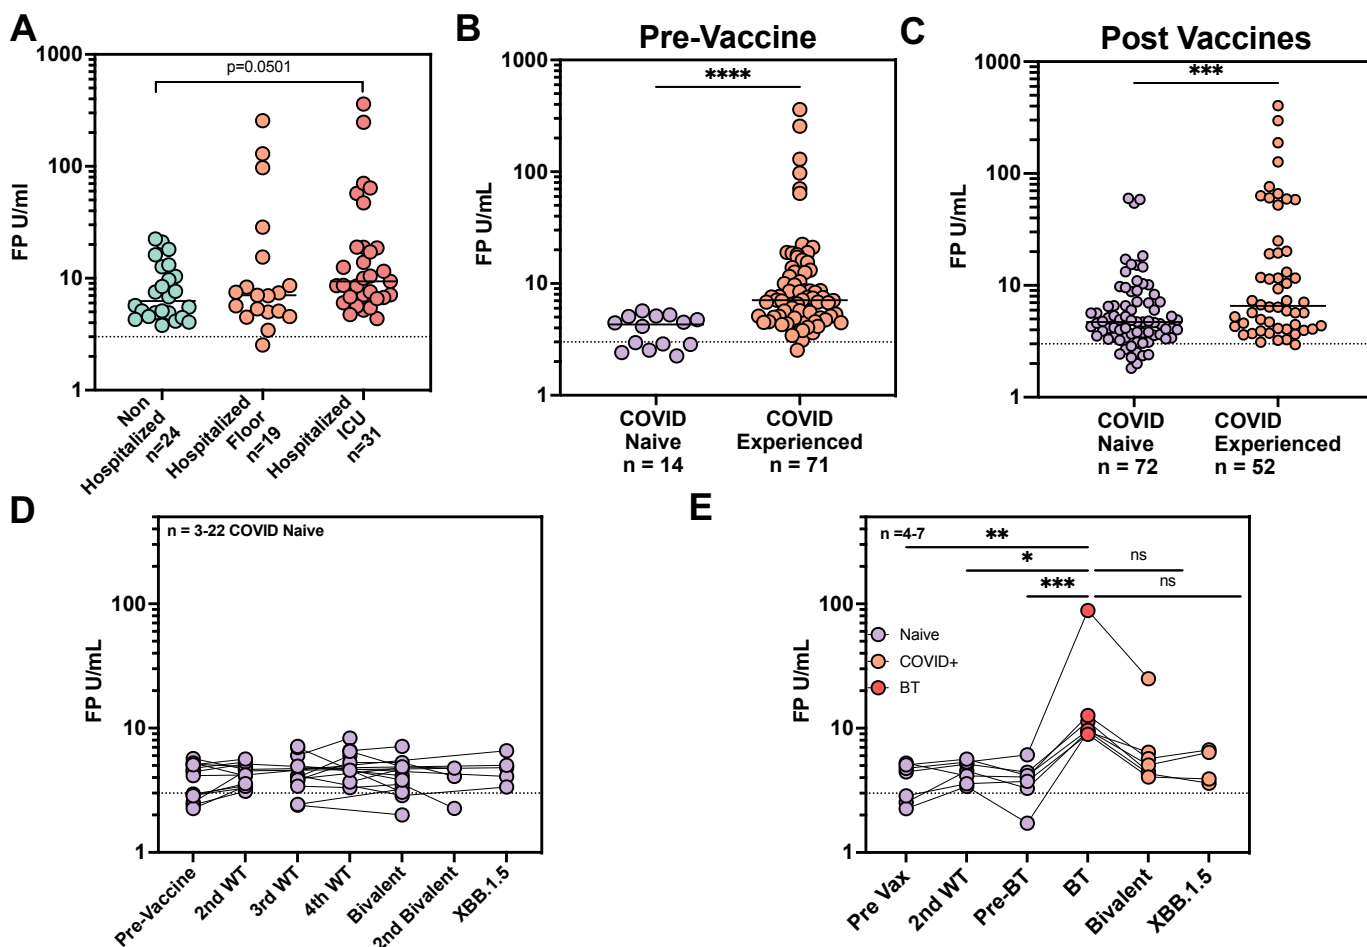 A
1000
100
10
1
FP U/ml
p=0.0501
Non
Hospitalized
n=24
Hospitalized
Floor
n=19
Hospitalized
ICU
n=31
B
Pre-Vaccine
1000
100
10
1
FP U/mL
****
COVID
Naive
n = 14
COVID
Experienced
n = 71
C
Post Vaccines
1000
100
10
1
FP U/mL
***
COVID
Naive
n = 72
COVID
Experienced
n = 52
D
n = 3-22 COVID Naive
100
10
1
FP U/mL
Pre-Vaccine
2nd WT
3rd WT
4th WT
Bivalent
2nd Bivalent
XBB.1.5
E
n =4-7
**
*
***
ns
ns
100
10
1
FP U/mL
Naive
COVID+
BT
Pre Vax
2nd WT
Pre-BT
BT
Bivalent
XBB.1.5